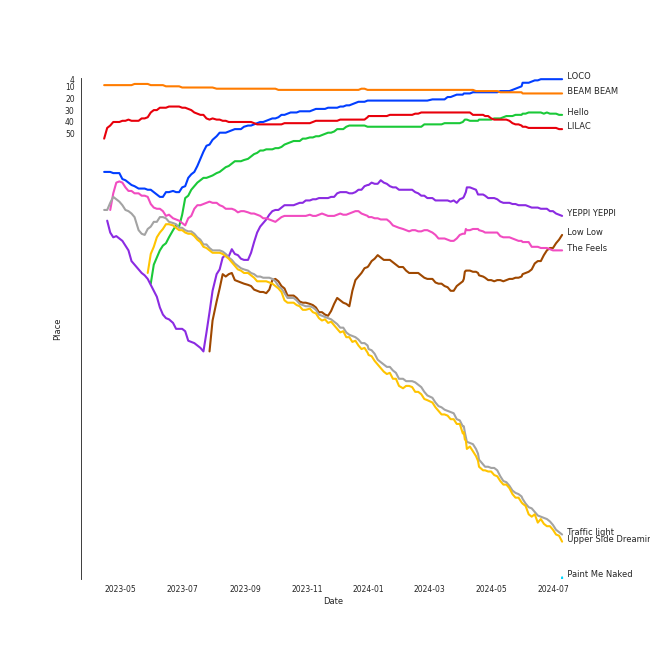 4
10
20
30
40
50
Place
LOCO
BEAM BEAM
Hello
LILAC
YEPPI YEPPI
Low Low
The Feels
Traffic light
Upper Side Dreamin
Paint Me Naked
2023-05 2023-07 2023-09 2023-11 2024-01 2024-03 2024-05 2024-07
Date